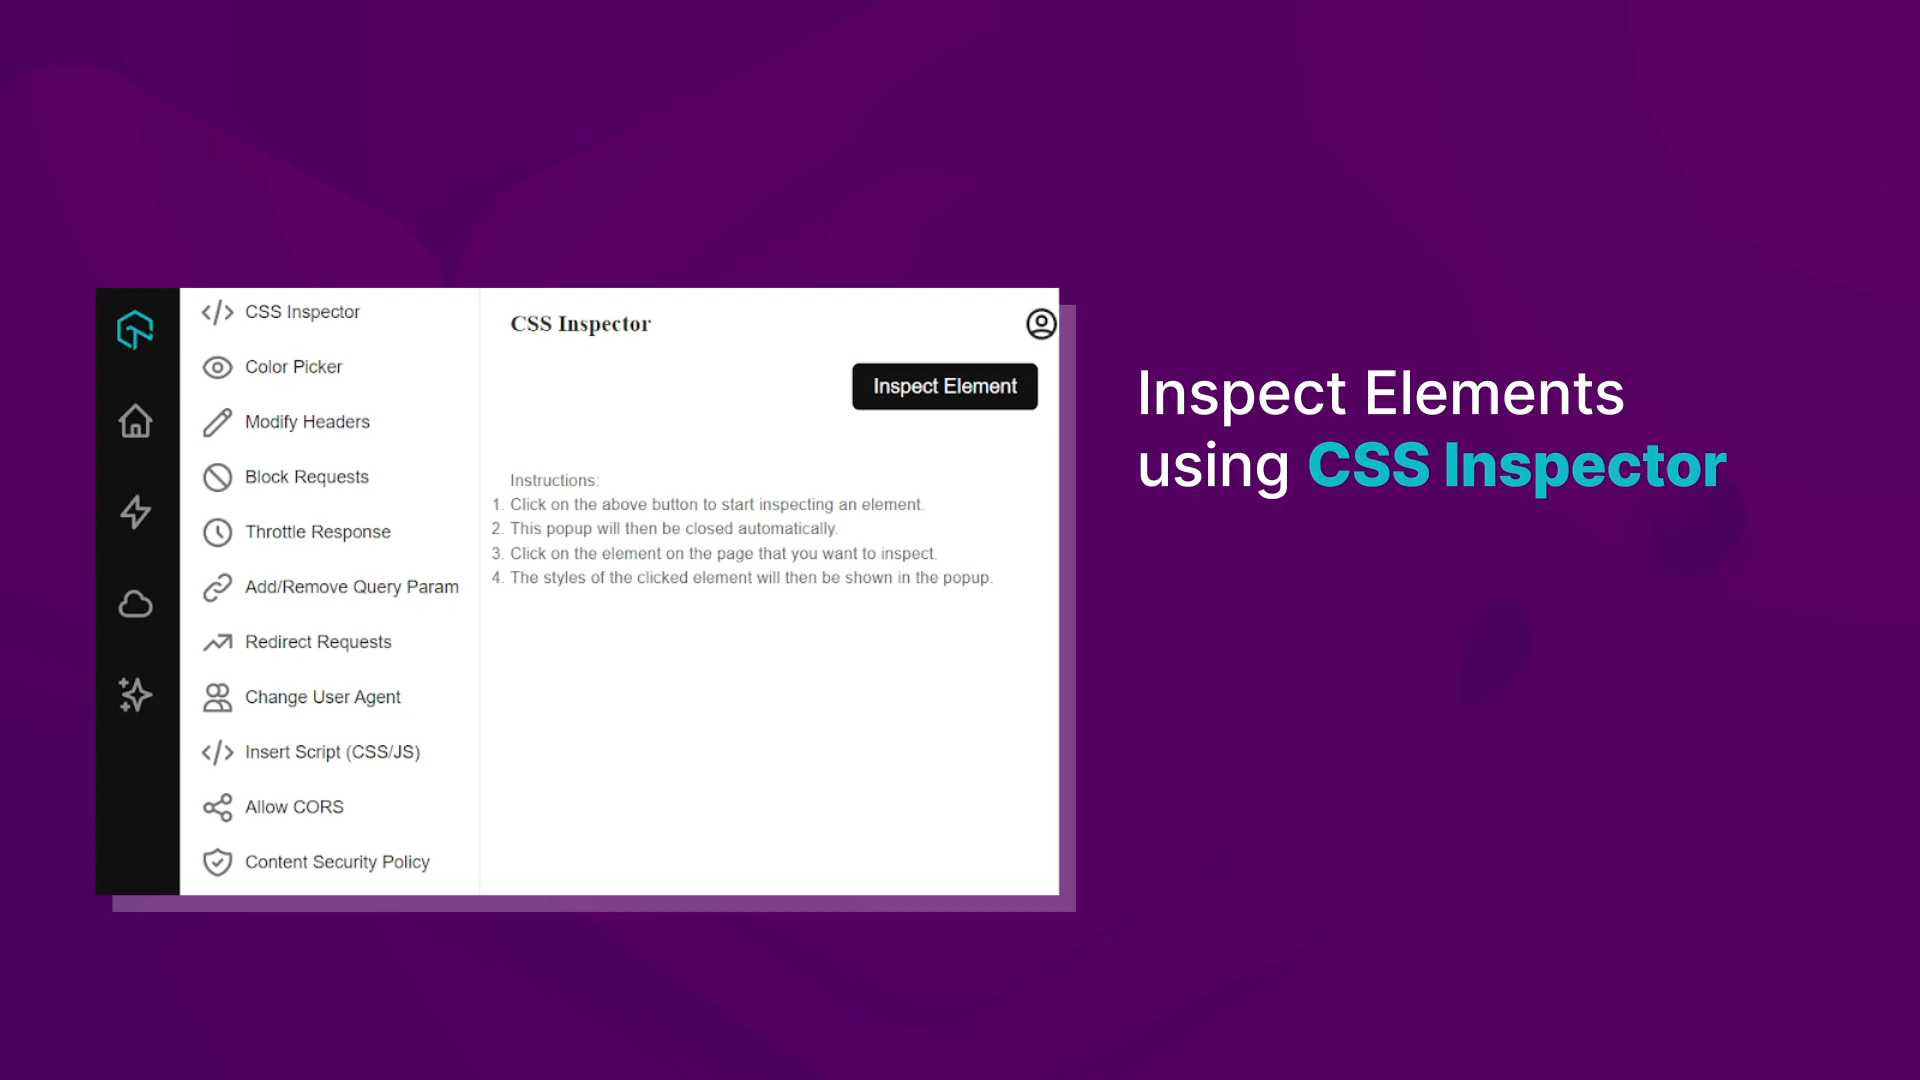 CSS Inspector
Color Picker
Modify Headers
Block Requests
Throttle Response
Add/Remove Query Param
Redirect Requests
Change User Agent
Insert Script (CSS/JS)
Allow CORS
Content Security Policy
CSS Inspector
Inspect Element
Instructions:
1. Click on the above button to start inspecting an element.
2. This popup will then be closed automatically.
3. Click on the element on the page that you want to inspect.
4. The styles of the clicked element will then be shown in the popup.
Inspect Elements
using CSS Inspector